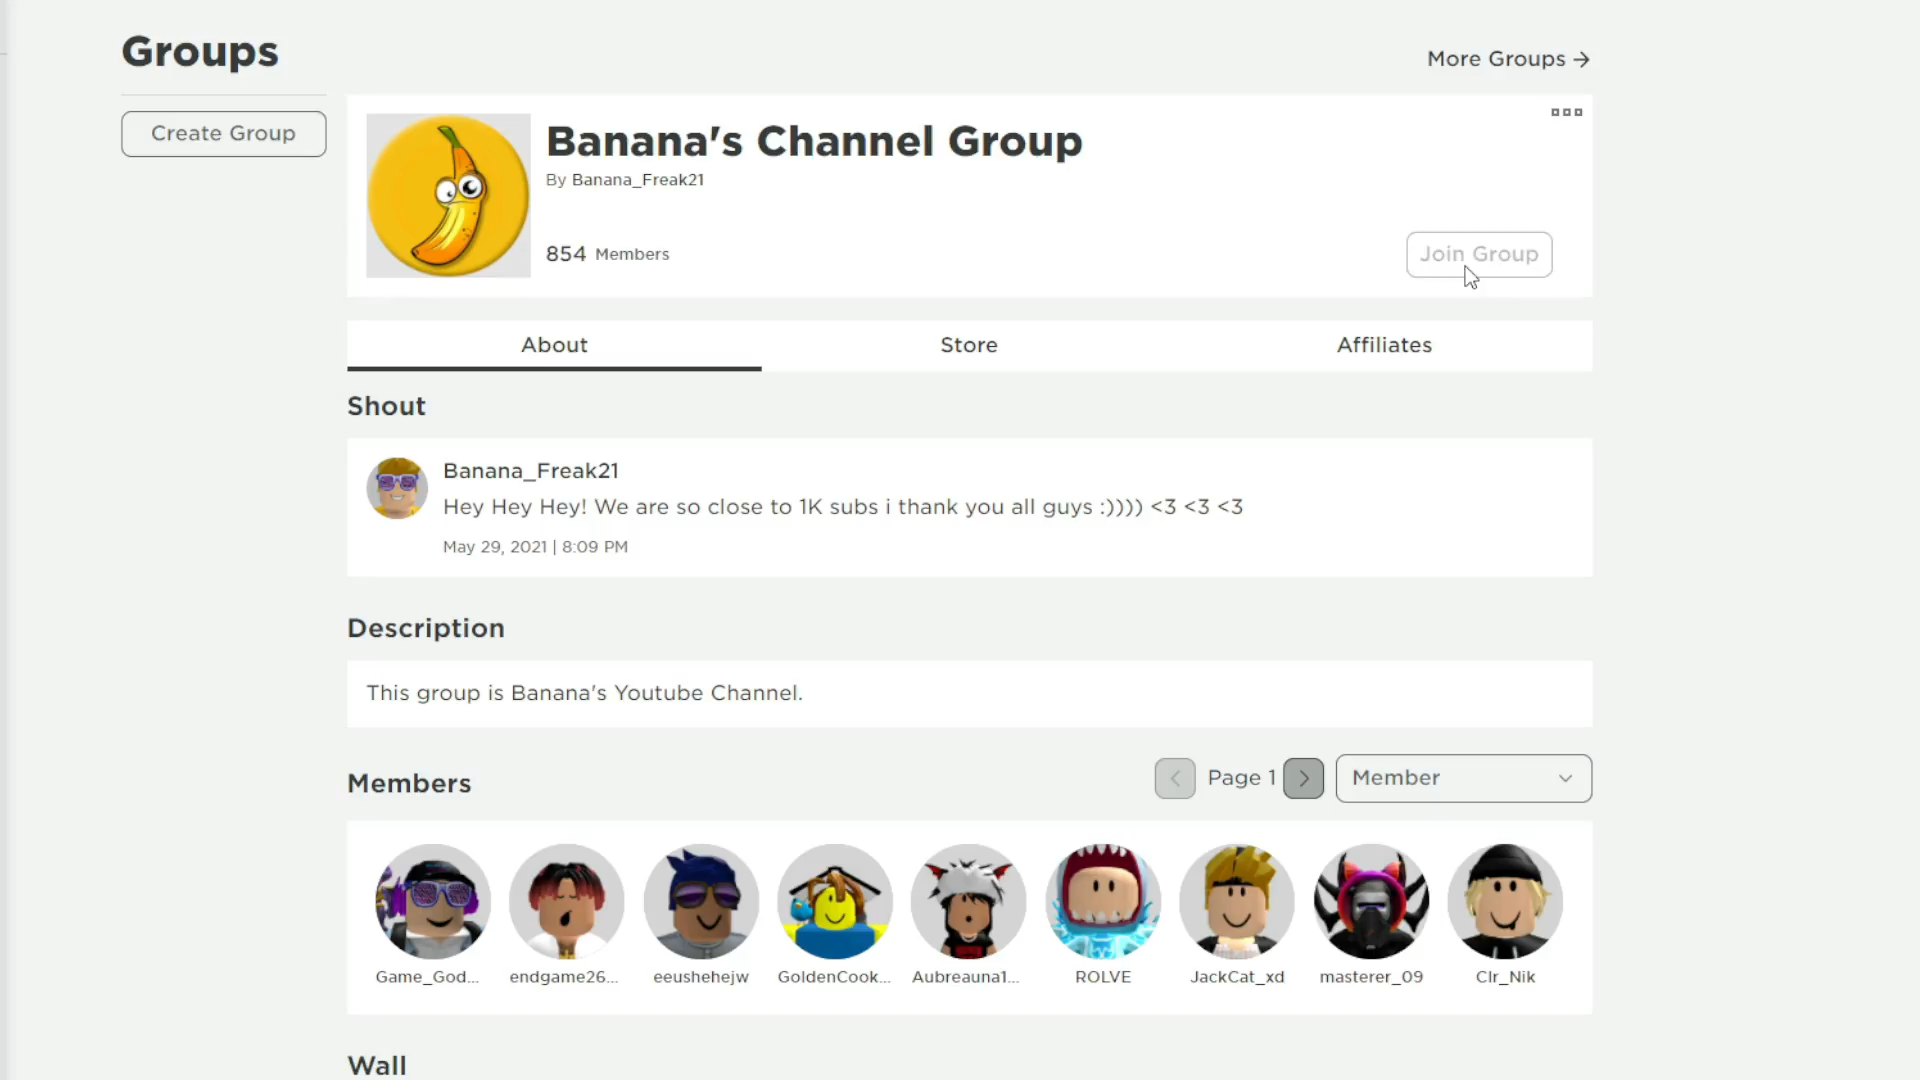 Groups
More Groups →
Create Group
Banana's Channel Group
By Banana_Freak21
854 Members
Join Group
About
Store
Affiliates
Shout
Banana_Freak21
Hey Hey Hey! We are so close to 1K subs i thank you all guys :)))) <3 <3 <3
May 29, 2021 | 8:09 PM
Description
This group is Banana's Youtube Channel.
Members
Page 1
Member
Game_God...
endgame26...
eeushehejw
GoldenCook...
Aubreauna1...
ROLVE
JackCat_xd
masterer_09
Clr_Nik
Wall